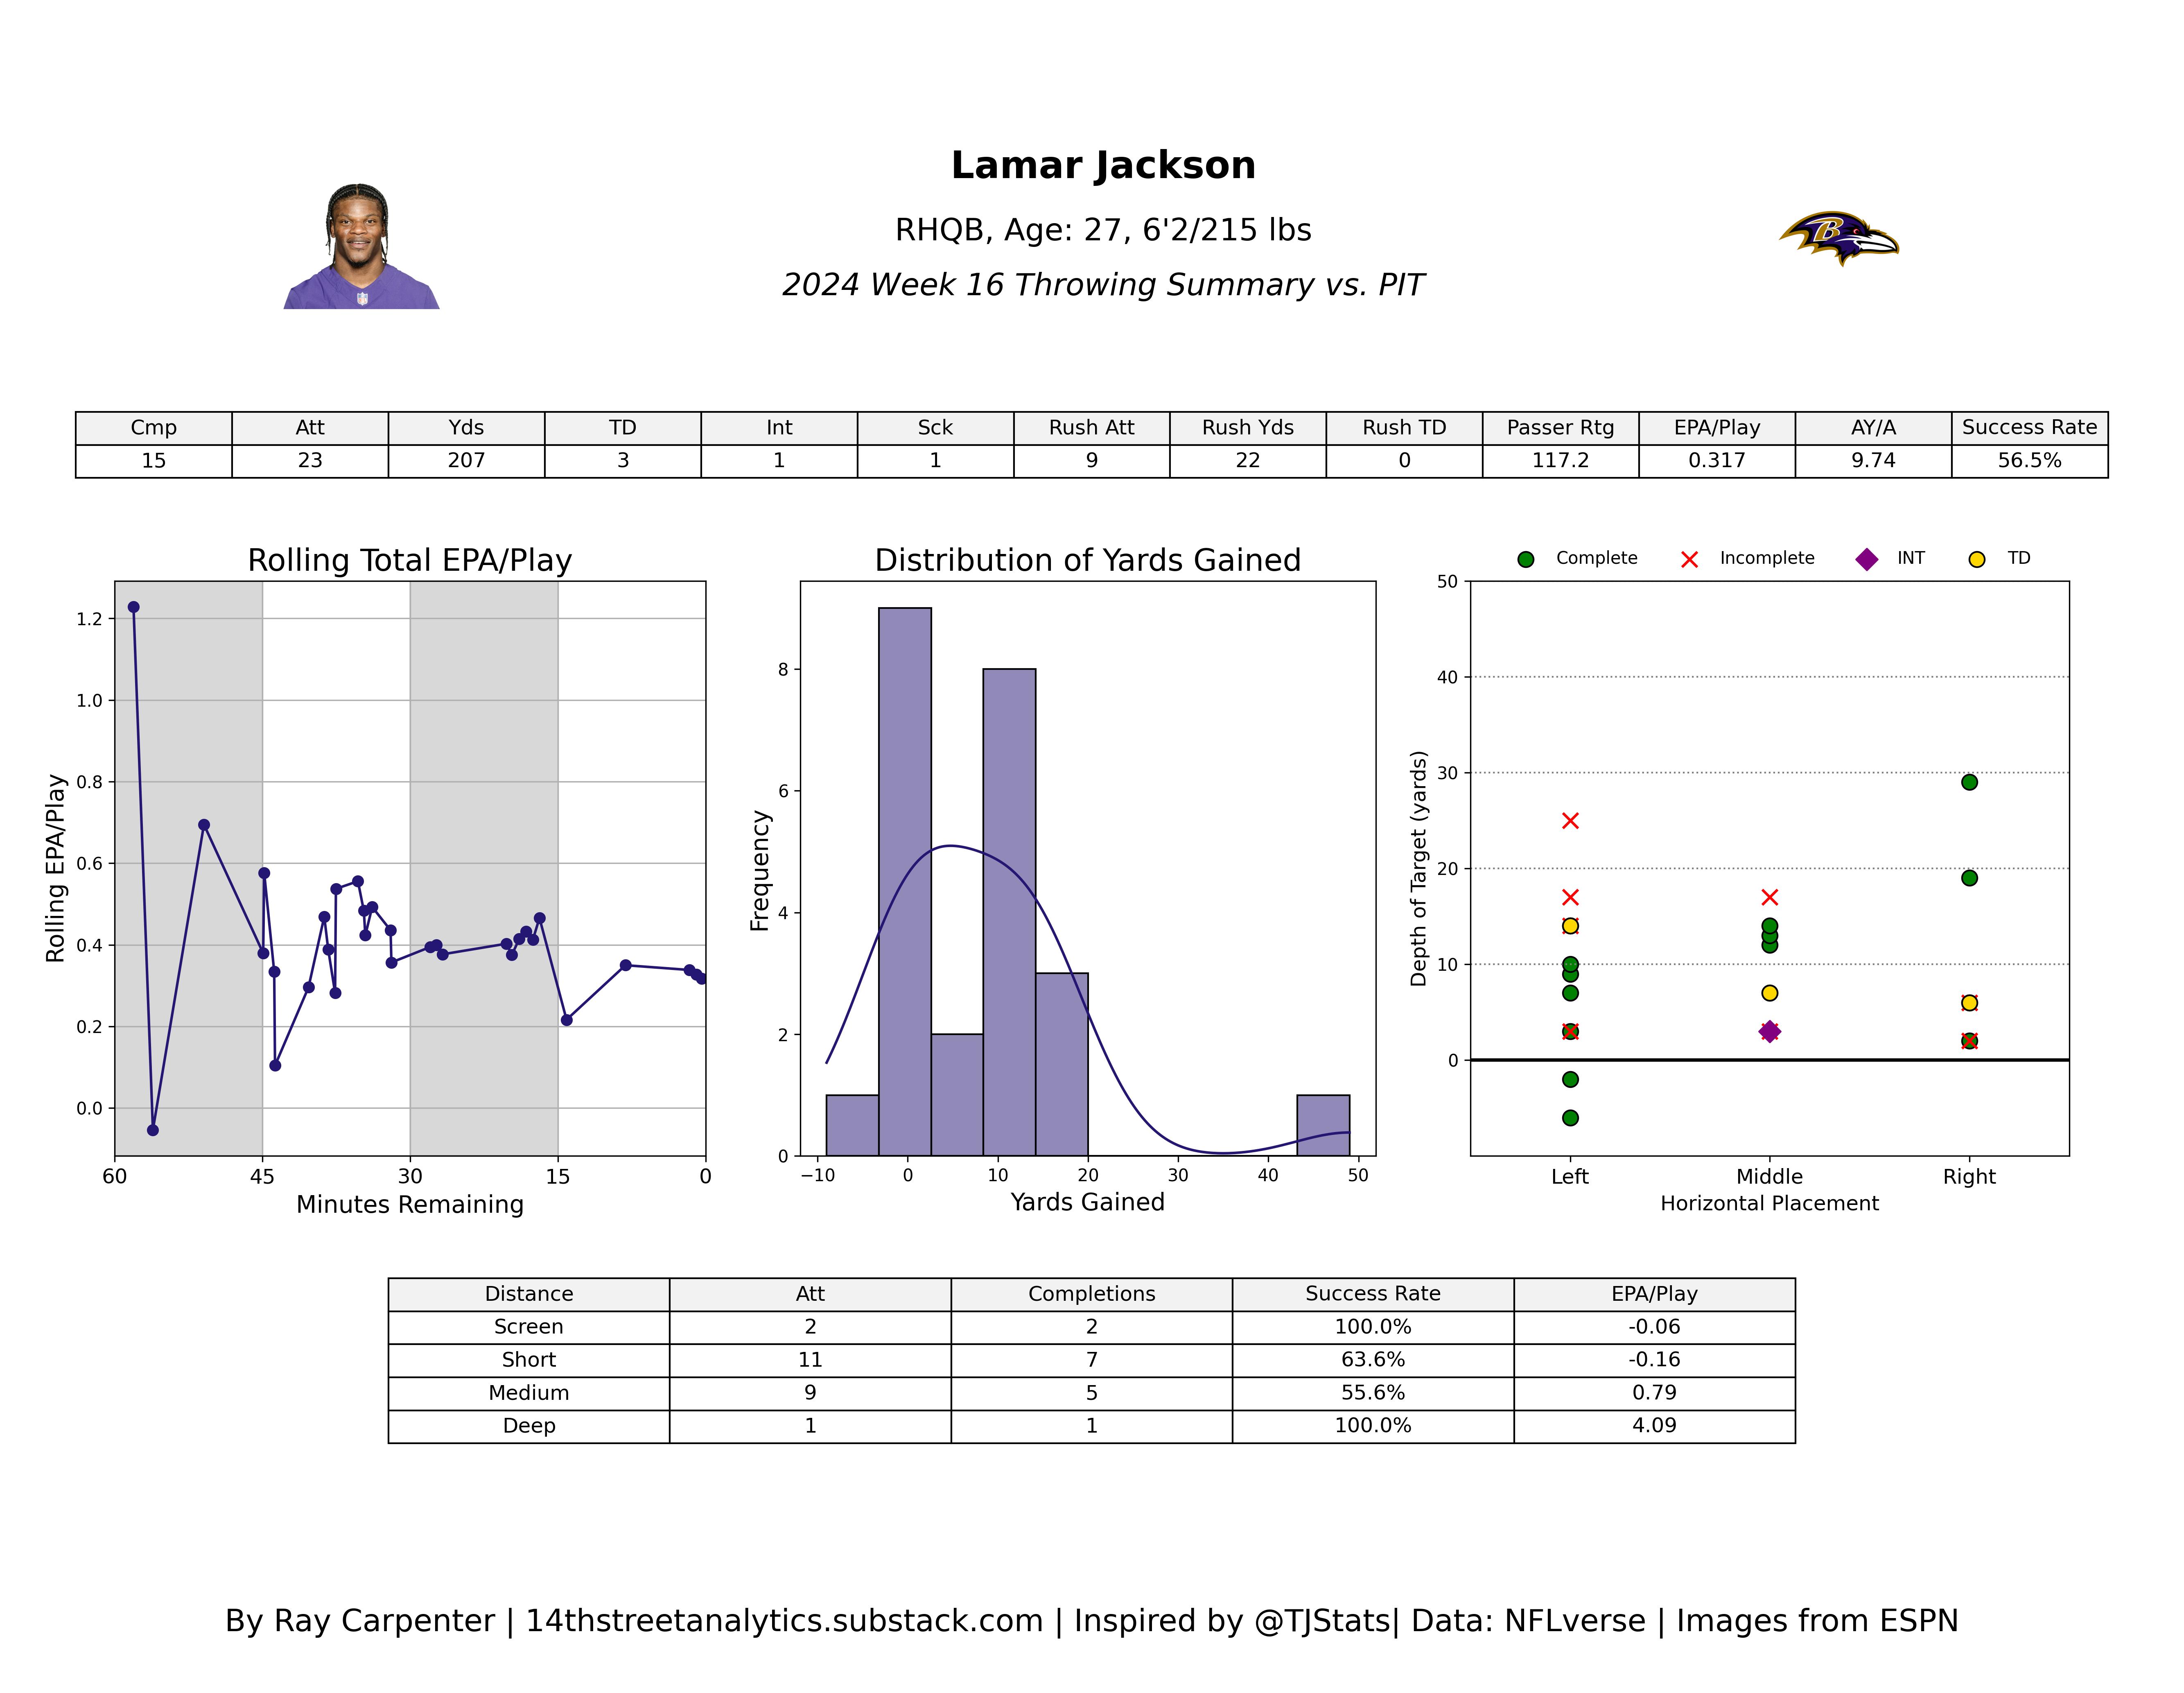 Lamar Jackson
RHQB, Age: 27, 6'2/215 lbs
2024 Week 16 Throwing Summary vs. PIT
B
Cmp Att Yds TD Int Sck Rush Att Rush Yds Rush TD Passer Rtg EPA/Play AY/A Success Rate
15 23 207 3 1 1 9 22 0 117.2 0.317 9.74 56.5%
Rolling Total EPA/Play
Rolling EPA/Play
1.2
1.0
0.8
0.6
0.4
0.2
0.0
60 45 30 15 0
Minutes Remaining
Distribution of Yards Gained
Frequency
8
6
4
2
0
−10 0 10 20 30 40 50
Yards Gained
Complete Incomplete INT TD
Depth of Target (yards)
50
40
30
20
10
0
Left Middle Right
Horizontal Placement
Distance Att Completions Success Rate EPA/Play
Screen 2 2 100.0% -0.06
Short 11 7 63.6% -0.16
Medium 9 5 55.6% 0.79
Deep 1 1 100.0% 4.09
By Ray Carpenter | 14thstreetanalytics.substack.com | Inspired by @TJStats| Data: NFLverse | Images from ESPN